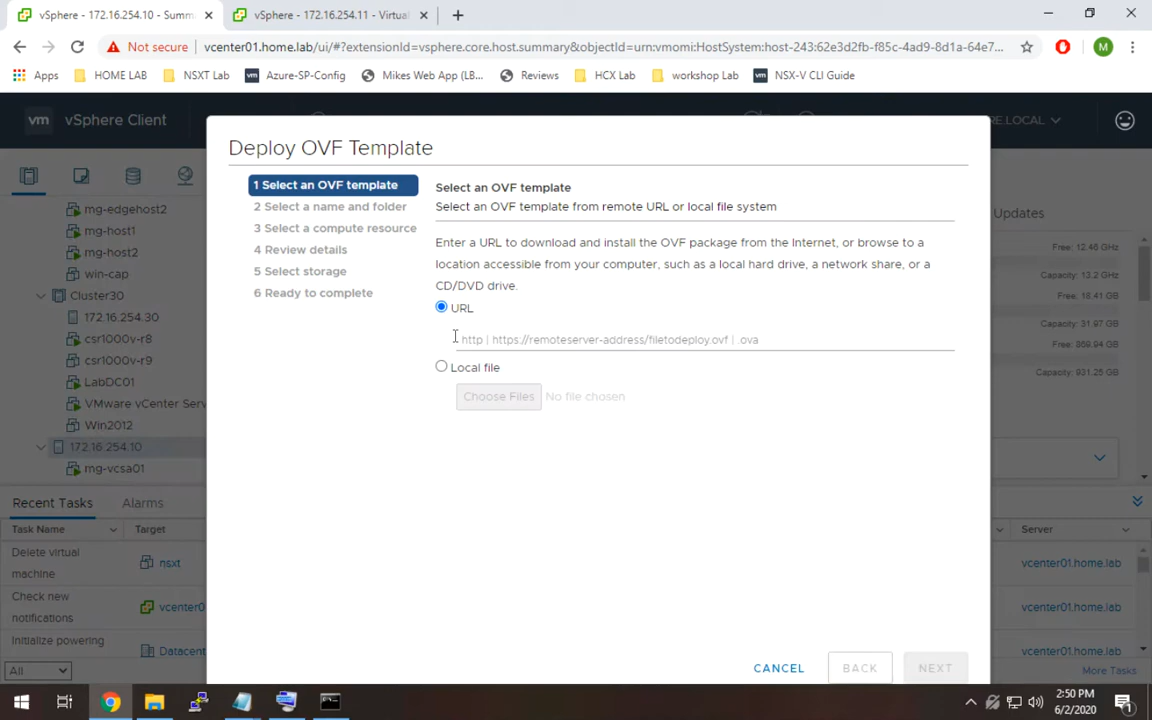 vSphere - 172.16.254.10 - Summ
vSphere - 172.16.254.11 - Virtual
Not secure
vcenter01.home.lab/ui/#?extensionId=vsphere.core.host.summary&objectId=urn:vmomi:HostSystem:host-243:62e3d2fb-f85c-4ad9-8d1a-64e7...
M
Apps
HOME LAB
NSXT Lab
vm
Azure-SP-Config
Mikes Web App (LB...
Reviews
HCX Lab
workshop Lab
vm
NSX-V CLI Guide
vm
vSphere Client
RE.LOCAL
mg-edgehost2
mg-host1
mg-host2
win-cap
Cluster30
172.16.254.30
csr1000v-r8
csr1000v-r9
LabDC01
VMware vCenter Serv
Win2012
172.16.254.10
mg-vcsa01
Deploy OVF Template
1 Select an OVF template
2 Select a name and folder
3 Select a compute resource
4 Review details
5 Select storage
6 Ready to complete
Select an OVF template
Select an OVF template from remote URL or local file system
Enter a URL to download and install the OVF package from the Internet, or browse to a
location accessible from your computer, such as a local hard drive, a network share, or a
CD/DVD drive.
URL
http | https://remoteserver-address/filetodeploy.ovf | .ova
Local file
Choose Files No file chosen
CANCEL
BACK
NEXT
Updates
Free: 12.46 GHz
Capacity: 13.2 GHz
Free: 18.41 GB
Capacity: 31.97 GB
Free: 869.94 GB
Capacity: 931.25 GB
Recent Tasks
Alarms
Task Name
Target
Server
Delete virtual
machine
nsxt
vcenter01.home.lab
Check new
notifications
vcenter0
vcenter01.home.lab
Initialize powering
Datacent
vcenter01.home.lab
All
More Tasks
2:50 PM
6/2/2020
1